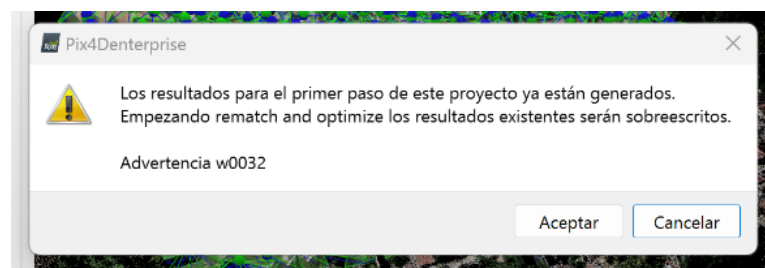 Pix4Denterprise
Los resultados para el primer paso de este proyecto ya están generados.
Empezando rematch and optimize los resultados existentes serán sobreescritos.
Advertencia w0032
Aceptar
Cancelar